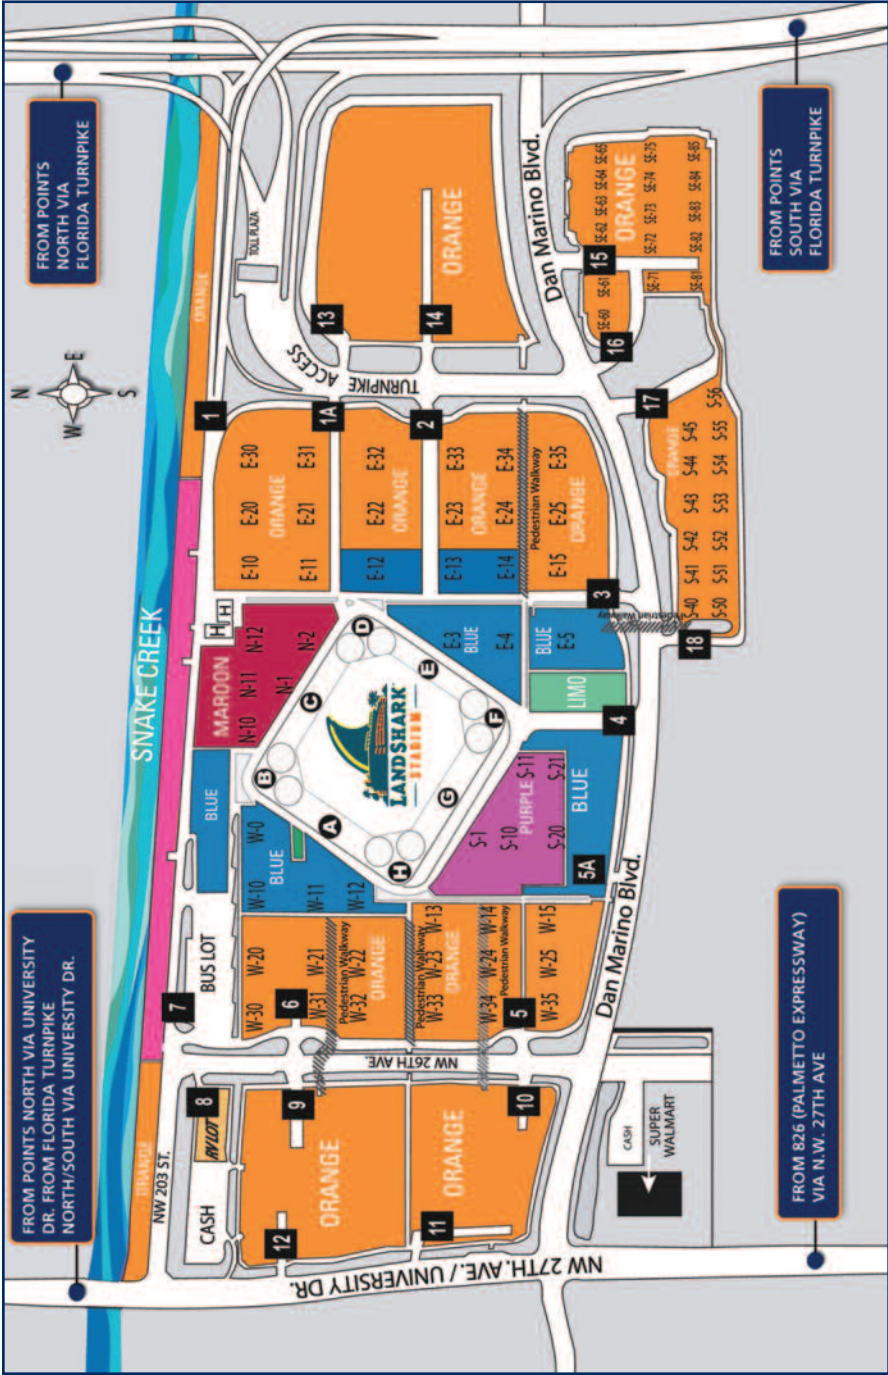 FROM POINTS NORTH VIA UNIVERSITY
DR. FROM FLORIDA TURNPIKE
NORTH/SOUTH VIA UNIVERSITY DR.
FROM POINTS
NORTH VIA
FLORIDA TURNPIKE
N
W
E
S
SNAKE CREEK
ORANGE
NW 203 ST.
ORANGE
7
1
CASH
RV LOT
8
BUS LOT
BLUE
MAROON
N-10
N-11
N-12
N-1
N-2
H
H
TOLL PLAZA
TURNPIKE ACCESS
12
9
6
ORANGE
W-30
W-20
W-10
W-0
BLUE
W-31
W-21
W-11
Pedestrian Walkway
W-32
W-22
W-12
ORANGE
E-10
E-20
E-30
ORANGE
E-11
E-21
E-31
1A
13
E-12
E-22
E-32
ORANGE
2
14
ORANGE
A
B
C
D
E
F
G
H
LANDSHARK
STADIUM
11
ORANGE
10
NW 26TH AVE.
Pedestrian Walkway
W-33
W-23
W-13
ORANGE
W-34
W-24
W-14
Pedestrian Walkway
5
W-35
W-25
W-15
S-1
S-10
PURPLE
S-11
S-20
S-21
BLUE
5A
E-3
BLUE
E-4
E-13
E-23
E-33
ORANGE
E-14
E-24
E-34
Pedestrian Walkway
BLUE
E-5
E-15
E-25
E-35
ORANGE
LIMO
4
3
Dan Marino Blvd.
Dan Marino Blvd.
Dan Marino Blvd.
NW 27TH. AVE. / UNIVERSITY DR.
CASH
SUPER
WALMART
Pedestrian Walkway
18
17
16
15
ORANGE
S-40
S-41
S-42
S-43
S-44
S-45
S-50
S-51
S-52
S-53
S-54
S-55
S-56
SE-60
SE-61
SE-62
SE-63
SE-64
SE-65
ORANGE
SE-71
SE-72
SE-73
SE-74
SE-75
SE-81
SE-82
SE-83
SE-84
SE-85
FROM 826 (PALMETTO EXPRESSWAY)
VIA N.W. 27TH AVE
FROM POINTS
SOUTH VIA
FLORIDA TURNPIKE